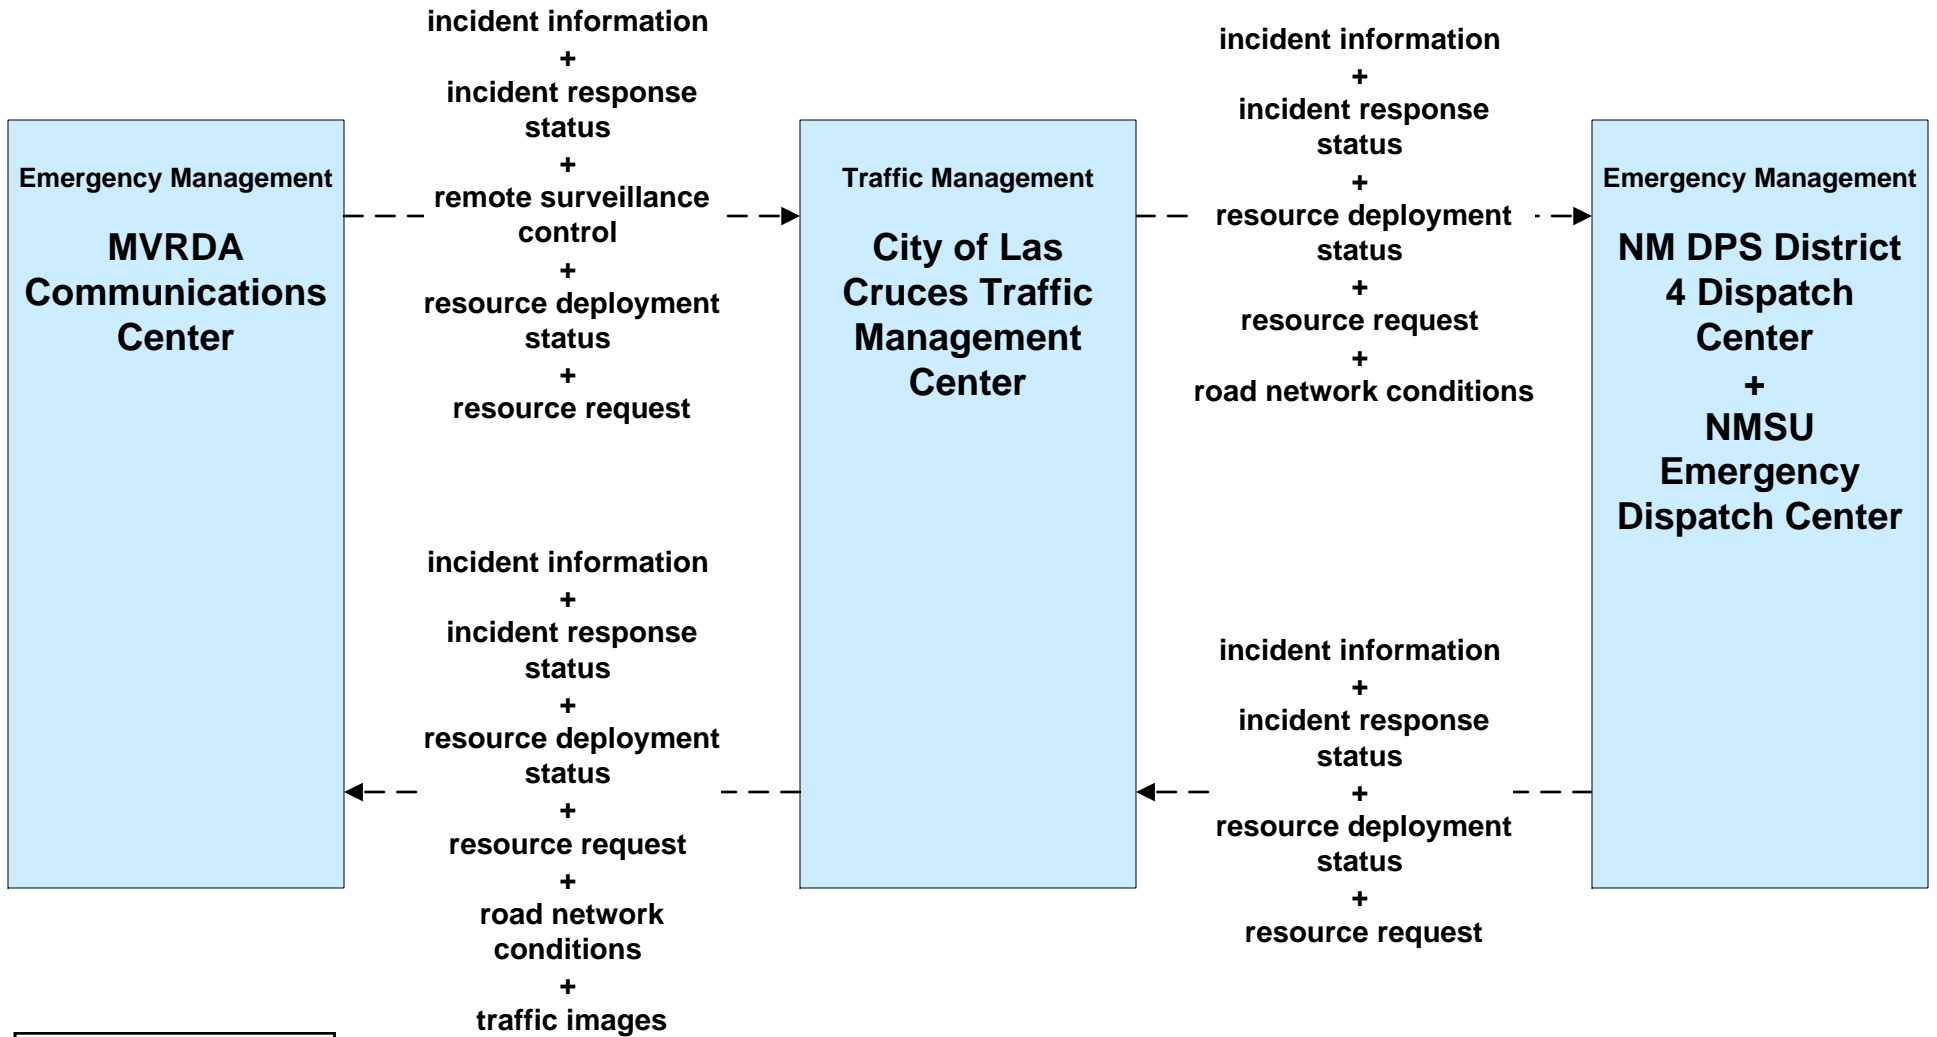 Emergency Management
MVRDA
Communications
Center
incident information
+
incident response
status
+
remote surveillance
control
+
resource deployment
status
+
resource request
incident information
+
incident response
status
+
resource deployment
status
+
resource request
+
road network
conditions
+
traffic images
Traffic Management
City of Las
Cruces Traffic
Management
Center
incident information
+
incident response
status
+
resource deployment
status
+
resource request
+
road network conditions
incident information
+
incident response
status
+
resource deployment
status
+
resource request
Emergency Management
NM DPS District
4 Dispatch
Center
+
NMSU
Emergency
Dispatch Center